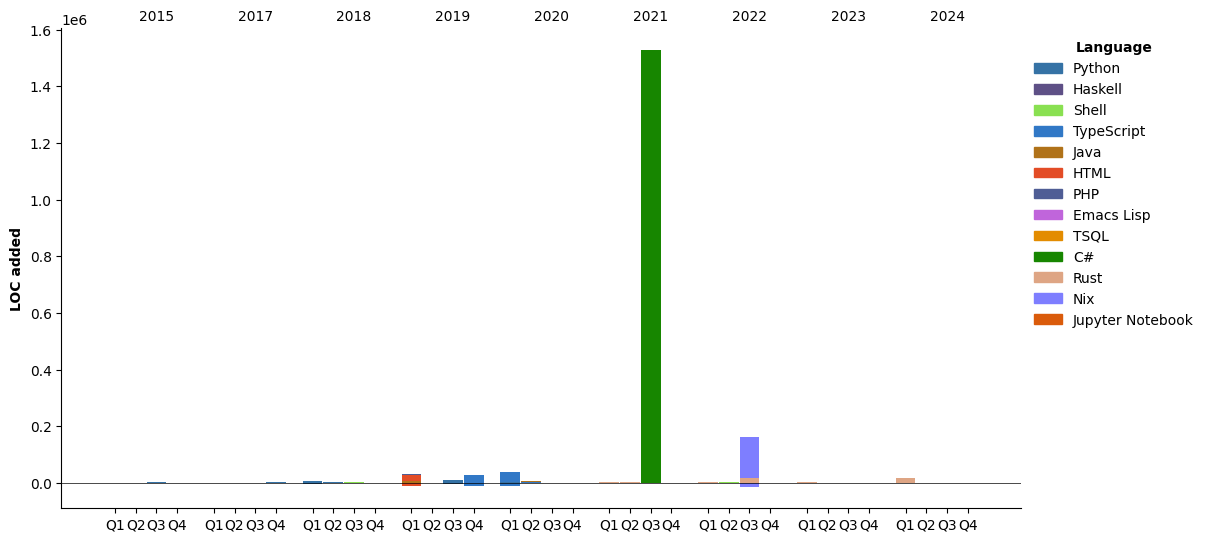 2015 2017 2018 2019 2020 2021 2022 2023 2024
1e6
1.6
1.4
1.2
1.0
0.8
0.6
0.4
0.2
0.0
LOC added
Q1 Q2 Q3 Q4 Q1 Q2 Q3 Q4 Q1 Q2 Q3 Q4 Q1 Q2 Q3 Q4 Q1 Q2 Q3 Q4 Q1 Q2 Q3 Q4 Q1 Q2 Q3 Q4 Q1 Q2 Q3 Q4 Q1 Q2 Q3 Q4
Language
Python
Haskell
Shell
TypeScript
Java
HTML
PHP
Emacs Lisp
TSQL
C#
Rust
Nix
Jupyter Notebook